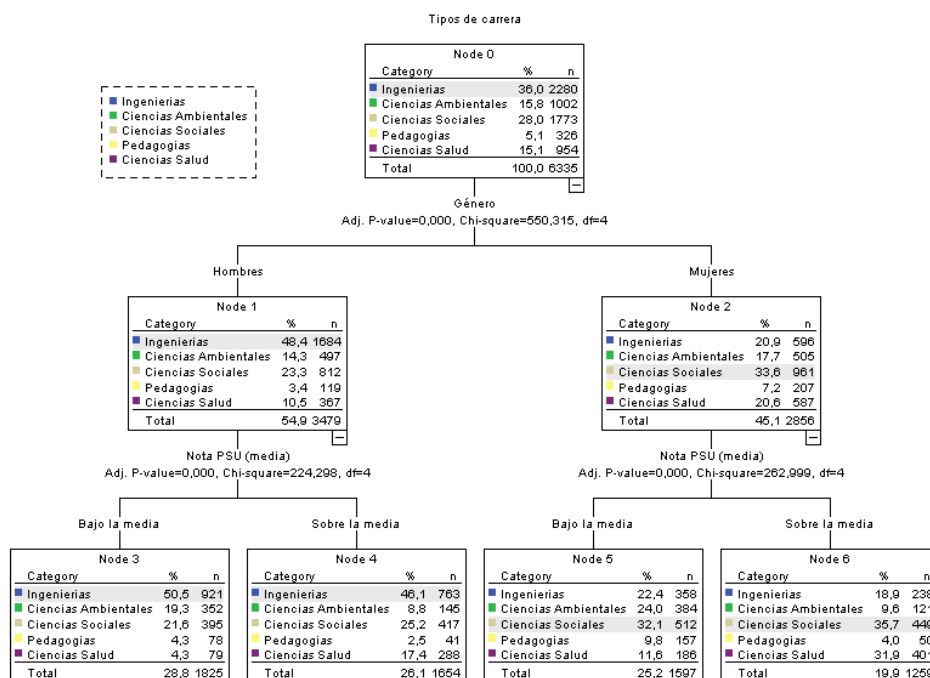 Tipos de carrera
Node 0
Category % n
Ingenierias 36,0 2280
Ciencias Ambientales 15,8 1002
Ciencias Sociales 28,0 1773
Pedagogias 5,1 326
Ciencias Salud 15,1 954
Total 100,0 6335
Ingenierias
Ciencias Ambientales
Ciencias Sociales
Pedagogias
Ciencias Salud
Género
Adj. P-value=0,000, Chi-square=550,315, df=4
Hombres
Mujeres
Node 1
Category % n
Ingenierias 48,4 1684
Ciencias Ambientales 14,3 497
Ciencias Sociales 23,3 812
Pedagogias 3,4 119
Ciencias Salud 10,5 367
Total 54,9 3479
Node 2
Category % n
Ingenierias 20,9 596
Ciencias Ambientales 17,7 505
Ciencias Sociales 33,6 961
Pedagogias 7,2 207
Ciencias Salud 20,6 587
Total 45,1 2856
Nota PSU (media)
Adj. P-value=0,000, Chi-square=224,298, df=4
Nota PSU (media)
Adj. P-value=0,000, Chi-square=262,999, df=4
Bajo la media
Sobre la media
Bajo la media
Sobre la media
Node 3
Category % n
Ingenierias 50,5 921
Ciencias Ambientales 19,3 352
Ciencias Sociales 21,6 395
Pedagogias 4,3 78
Ciencias Salud 4,3 79
Total 28,8 1825
Node 4
Category % n
Ingenierias 46,1 763
Ciencias Ambientales 8,8 145
Ciencias Sociales 25,2 417
Pedagogias 2,5 41
Ciencias Salud 17,4 288
Total 26,1 1654
Node 5
Category % n
Ingenierias 22,4 358
Ciencias Ambientales 24,0 384
Ciencias Sociales 32,1 512
Pedagogias 9,8 157
Ciencias Salud 11,6 186
Total 25,2 1597
Node 6
Category % n
Ingenierias 18,9 238
Ciencias Ambientales 9,6 121
Ciencias Sociales 35,7 449
Pedagogias 4,0 50
Ciencias Salud 31,9 401
Total 19,9 1259